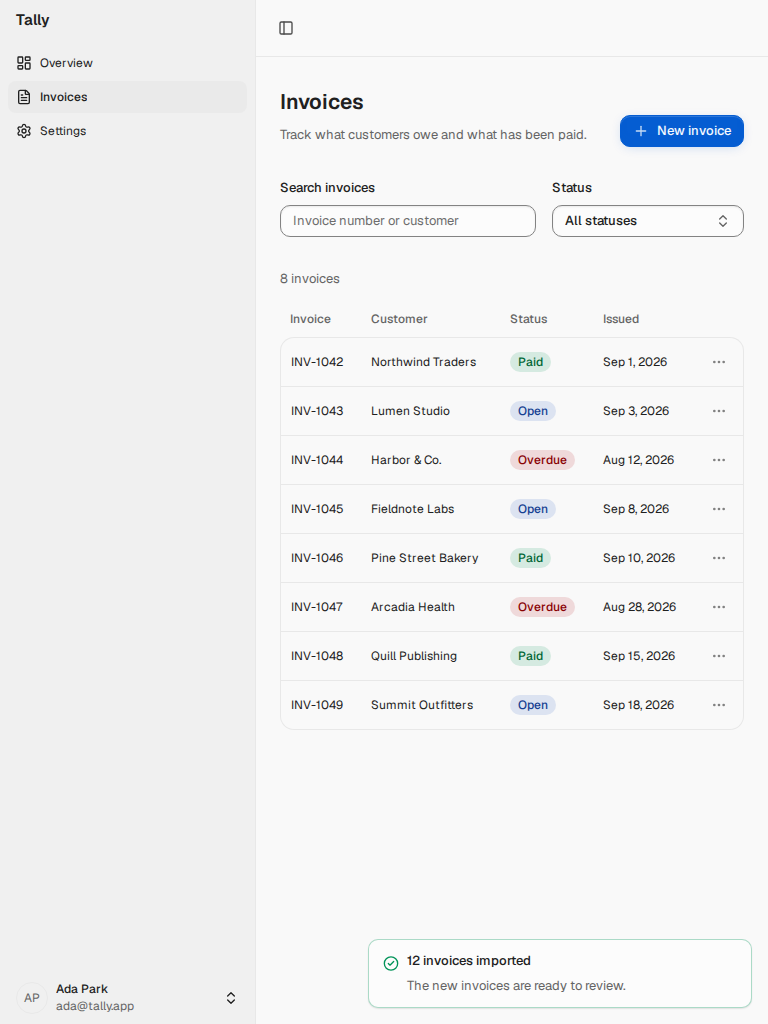 Tally
Overview
Invoices
Settings
Invoices
Track what customers owe and what has been paid.
New invoice
Search invoices
Status
Invoice number or customer
All statuses
8 invoices
Invoice Customer Status Issued
INV-1042 Northwind Traders Paid Sep 1, 2026
INV-1043 Lumen Studio Open Sep 3, 2026
INV-1044 Harbor & Co. Overdue Aug 12, 2026
INV-1045 Fieldnote Labs Open Sep 8, 2026
INV-1046 Pine Street Bakery Paid Sep 10, 2026
INV-1047 Arcadia Health Overdue Aug 28, 2026
INV-1048 Quill Publishing Paid Sep 15, 2026
INV-1049 Summit Outfitters Open Sep 18, 2026
12 invoices imported
The new invoices are ready to review.
AP
Ada Park
ada@tally.app